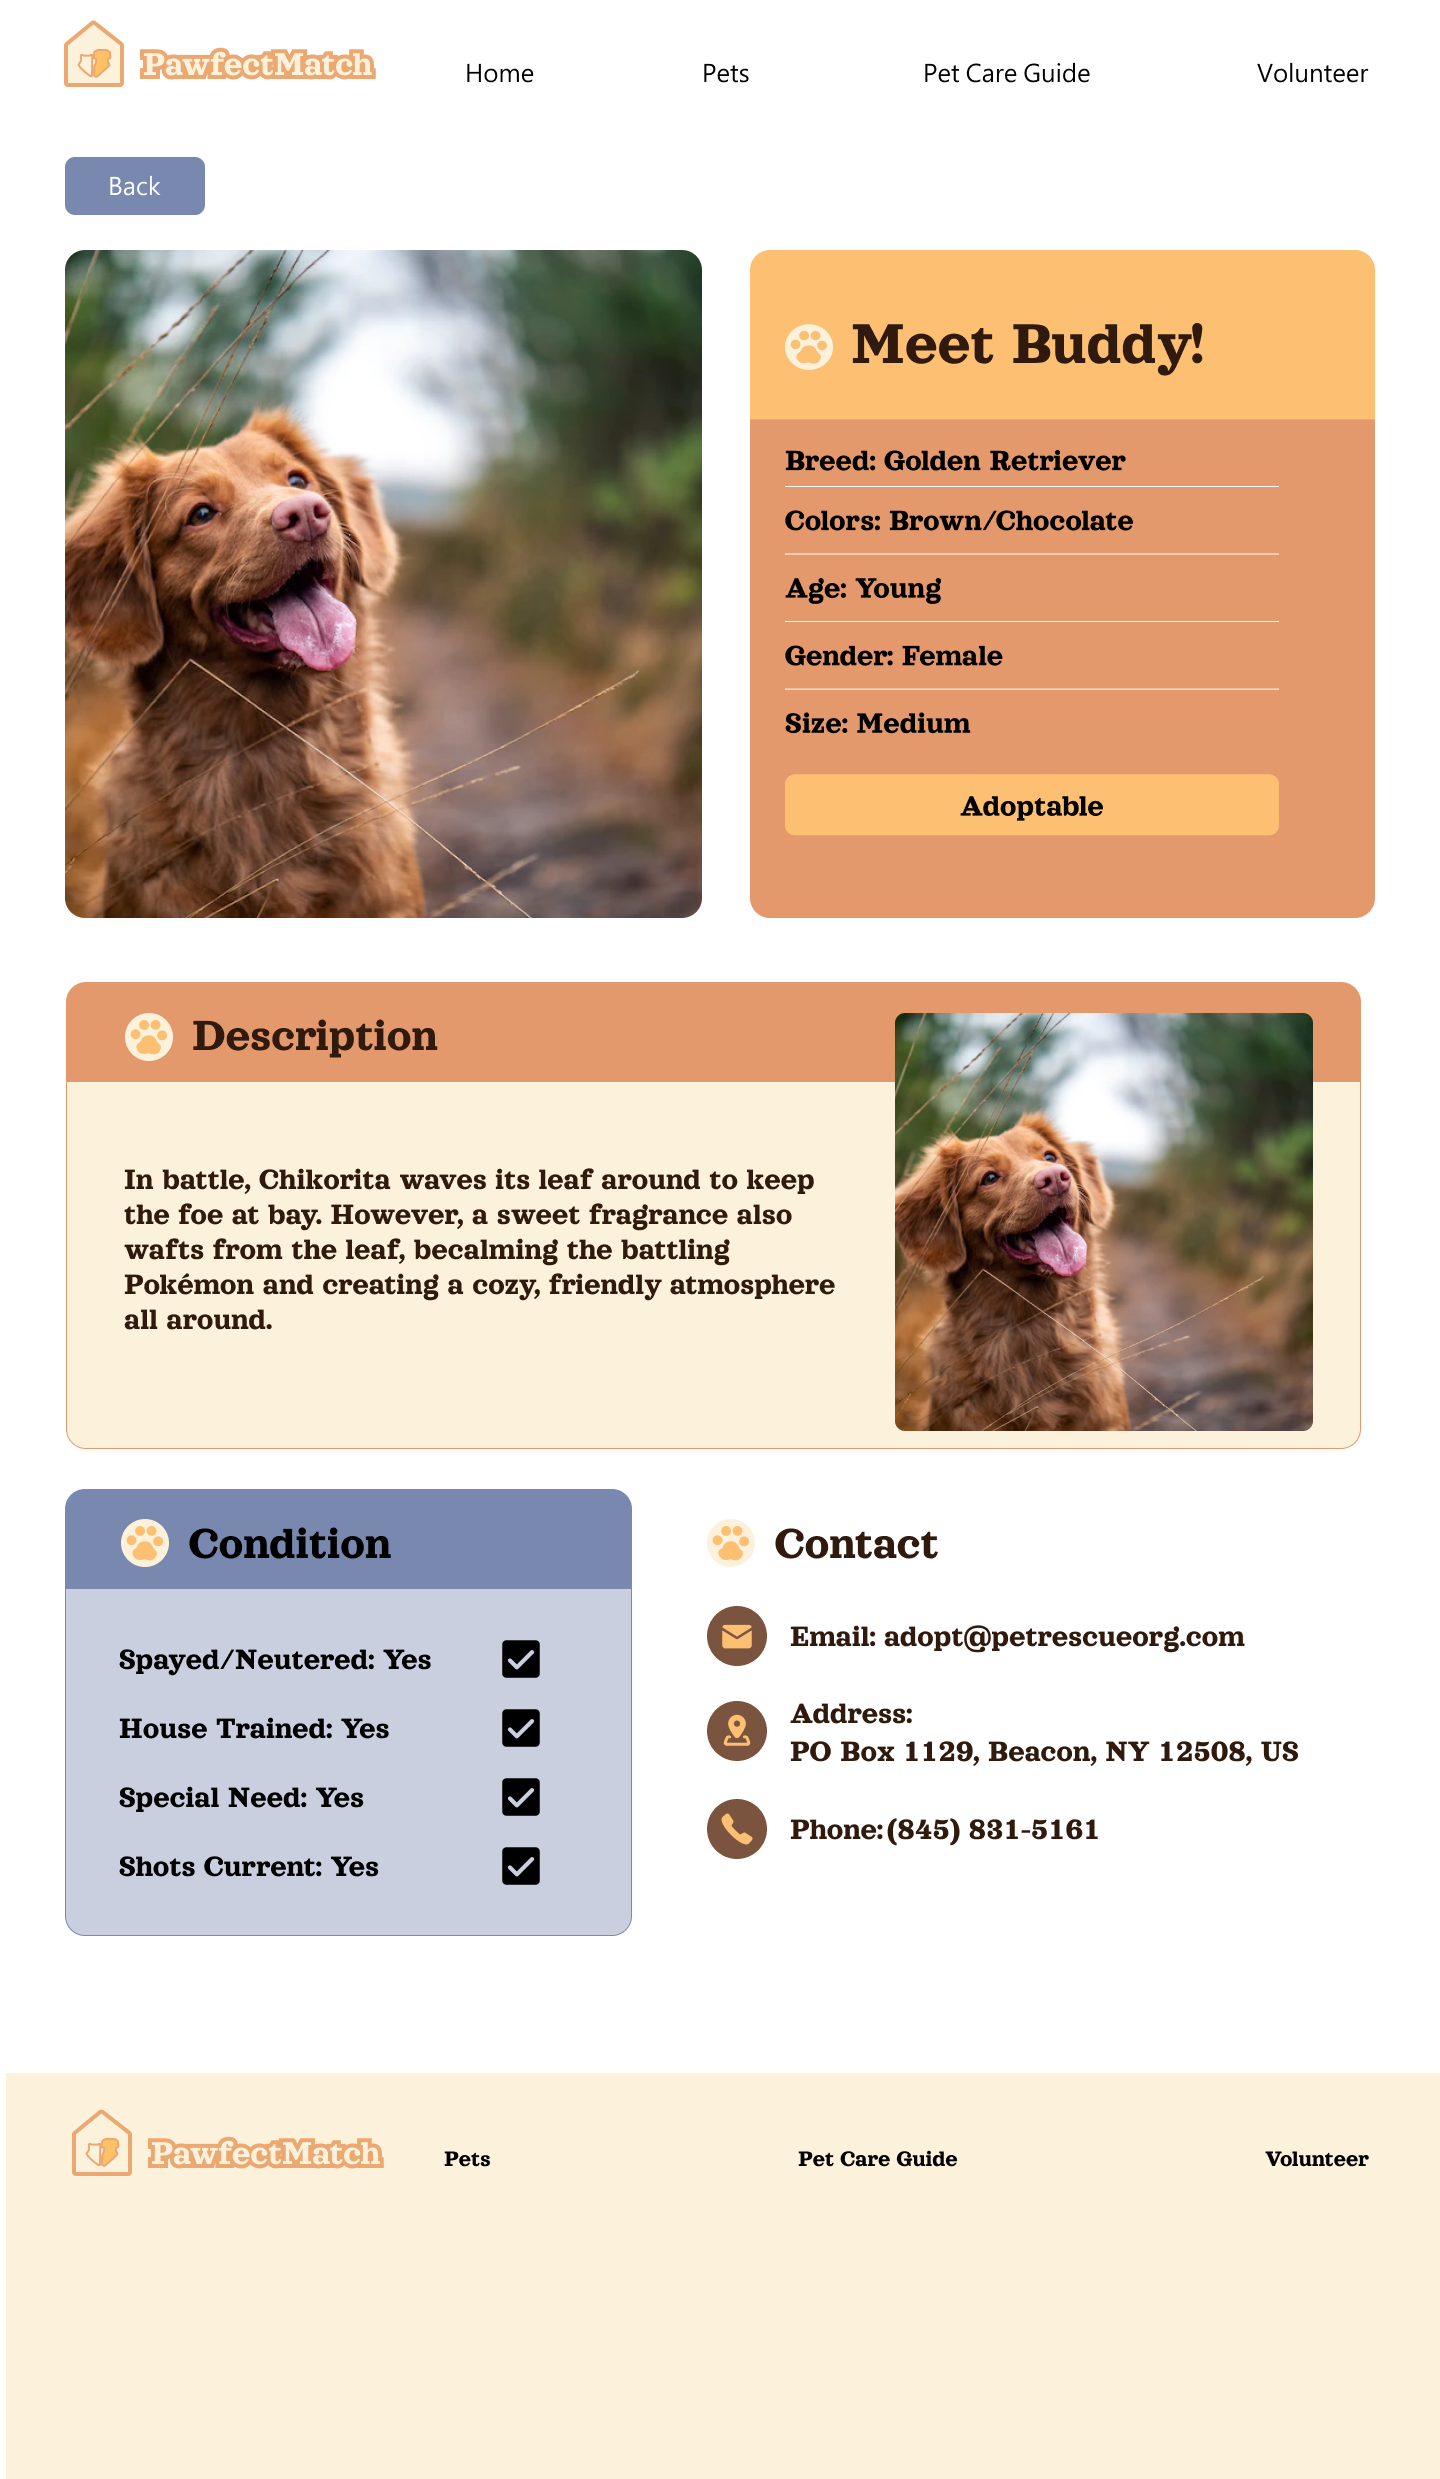 PawfectMatch
Home
Pets
Pet Care Guide
Volunteer
Back
Meet Buddy!
Breed: Golden Retriever
Colors: Brown/Chocolate
Age: Young
Gender: Female
Size: Medium
Adoptable
Description
In battle, Chikorita waves its leaf around to keep
the foe at bay. However, a sweet fragrance also
wafts from the leaf, becalming the battling
Pokémon and creating a cozy, friendly atmosphere
all around.
Condition
Spayed/Neutered: Yes
House Trained: Yes
Special Need: Yes
Shots Current: Yes
Contact
Email: adopt@petrescueorg.com
Address:
PO Box 1129, Beacon, NY 12508, US
Phone:(845) 831-5161
PawfectMatch
Pets
Pet Care Guide
Volunteer